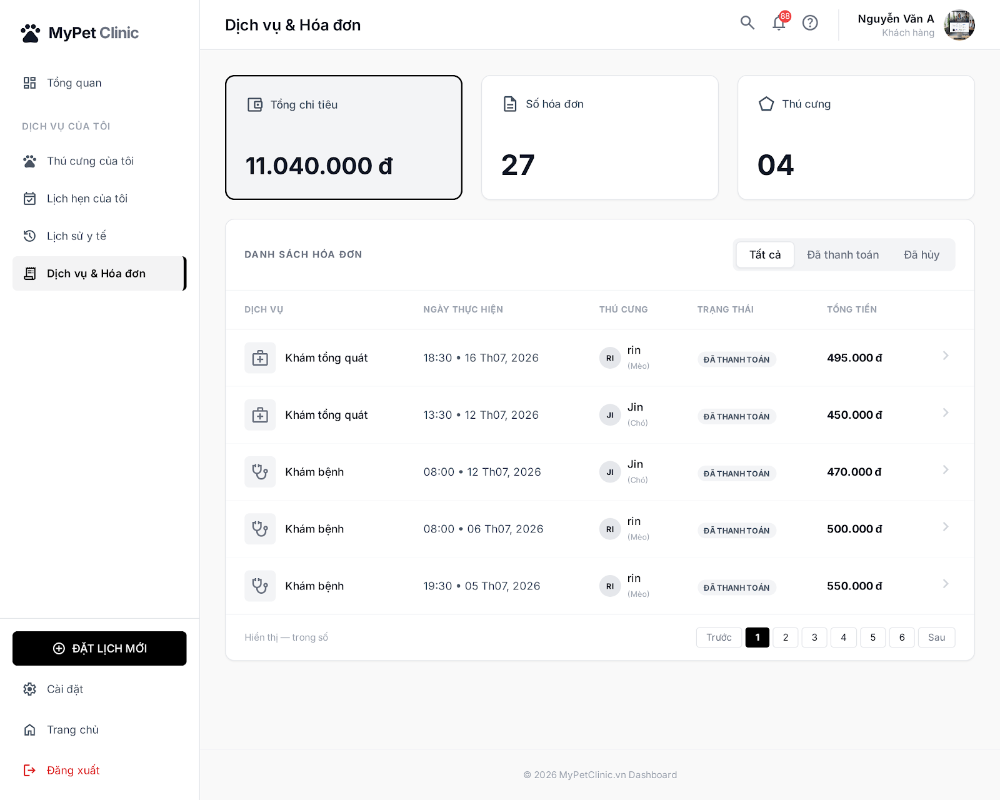 MyPet Clinic
Tổng quan
DỊCH VỤ CỦA TÔI
Thú cưng của tôi
Lịch hẹn của tôi
Lịch sử y tế
Dịch vụ & Hóa đơn
ĐẶT LỊCH MỚI
Cài đặt
Trang chủ
Đăng xuất
Dịch vụ & Hóa đơn
88
Nguyễn Văn A
Khách hàng
Tổng chi tiêu
11.040.000 đ
Số hóa đơn
27
Thú cưng
04
DANH SÁCH HÓA ĐƠN
Tất cả Đã thanh toán Đã hủy
DỊCH VỤ NGÀY THỰC HIỆN THÚ CƯNG TRẠNG THÁI TỔNG TIỀN
Khám tổng quát 18:30 • 16 Th07, 2026 RI rin (Mèo) ĐÃ THANH TOÁN 495.000 đ
Khám tổng quát 13:30 • 12 Th07, 2026 JI Jin (Chó) ĐÃ THANH TOÁN 450.000 đ
Khám bệnh 08:00 • 12 Th07, 2026 JI Jin (Chó) ĐÃ THANH TOÁN 470.000 đ
Khám bệnh 08:00 • 06 Th07, 2026 RI rin (Mèo) ĐÃ THANH TOÁN 500.000 đ
Khám bệnh 19:30 • 05 Th07, 2026 RI rin (Mèo) ĐÃ THANH TOÁN 550.000 đ
Hiển thị — trong số
Trước 1 2 3 4 5 6 Sau
© 2026 MyPetClinic.vn Dashboard